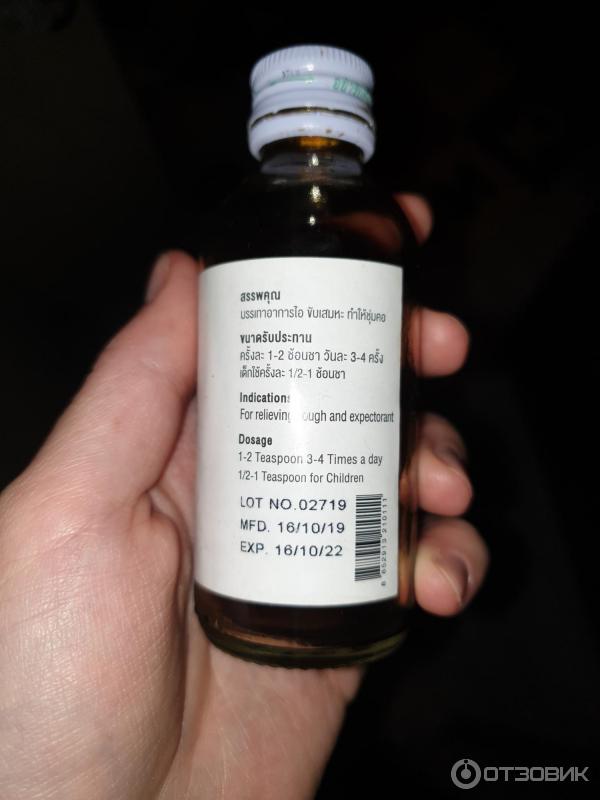 สรรพคุณ
บรรเทาอาการไอ ขับเสมหะ ทำให้ชุ่มคอ
ขนาดรับประทาน
ครั้งละ 1-2 ช้อนชา วันละ 3-4 ครั้ง
เด็กใช้ครั้งละ 1/2-1 ช้อนชา
Indications
For relieving cough and expectorant
Dosage
1-2 Teaspoon 3-4 Times a day
1/2-1 Teaspoon for Children
LOT NO.02719
MFD. 16/10/19
EXP. 16/10/22
8 852913 210111
ОТЗОВИК